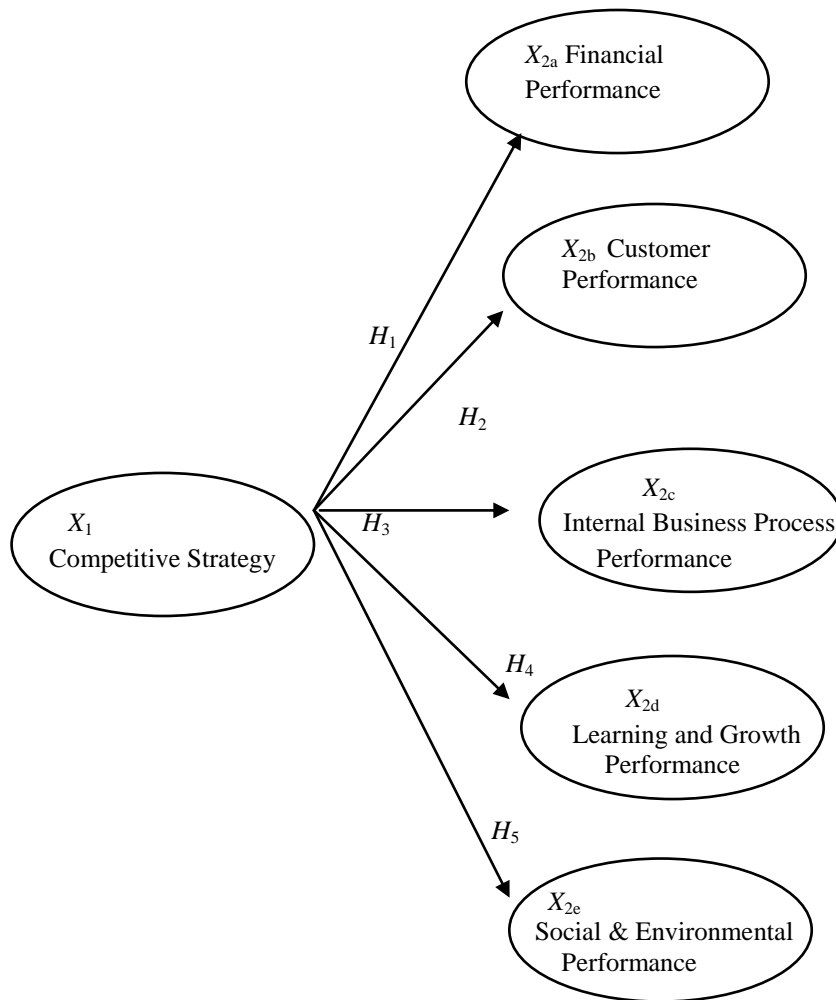 X2a Financial
Performance
X2b Customer
Performance
H1
H2
X2c
Internal Business Process
Performance
X1
Competitive Strategy
H3
H4
X2d
Learning and Growth
Performance
H5
X2e
Social & Environmental
Performance